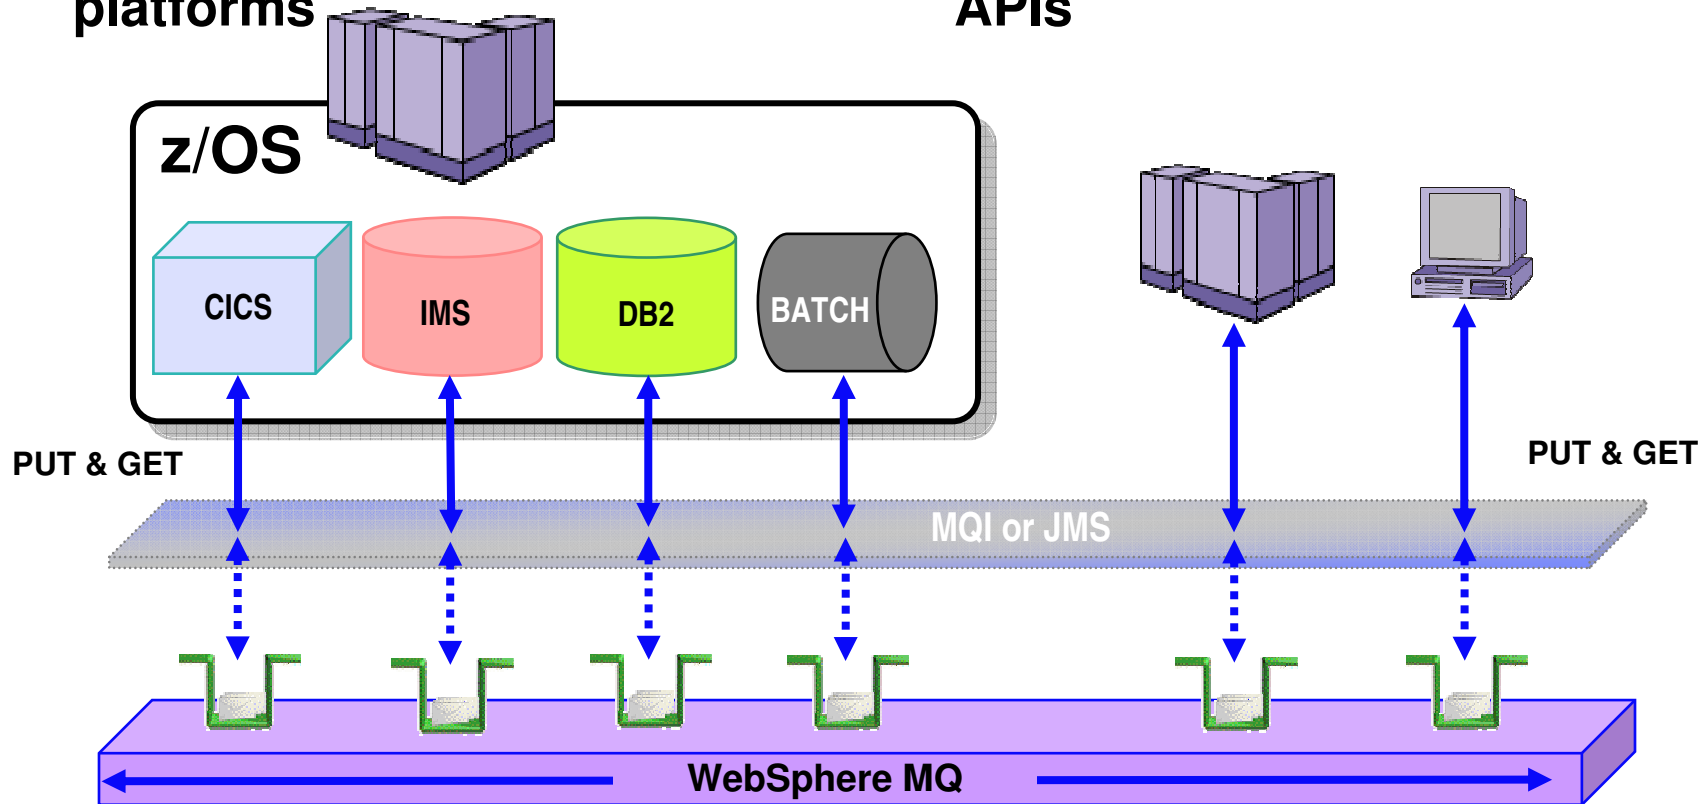 platforms
APIs
z/OS
CICS
IMS
DB2
BATCH
PUT & GET
PUT & GET
MQI or JMS
WebSphere MQ